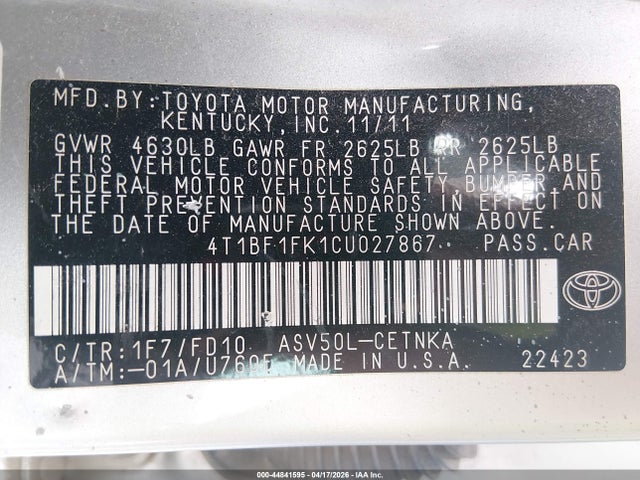 MFD.BY:TOYOTA MOTOR MANUFACTURING,
KENTUCKY, INC. 11/11
GVWR 4630LB GAWR FR 2625LB RR 2625LB
THIS VEHICLE CONFORMS TO ALL APPLICABLE
FEDERAL MOTOR VEHICLE SAFETY, BUMPER, AND
THEFT PREVENTION STANDARDS IN EFFECT ON
THE DATE OF MANUFACTURE SHOWN ABOVE.
4T1BF1FK1CU027867 PASS.CAR
C/TR:1F7/FD10 ASV50L-CETNKA
A/TM:-01A/U760E MADE IN U.S.A. 22423
000-44841595 04/17/2026 IAA Inc.